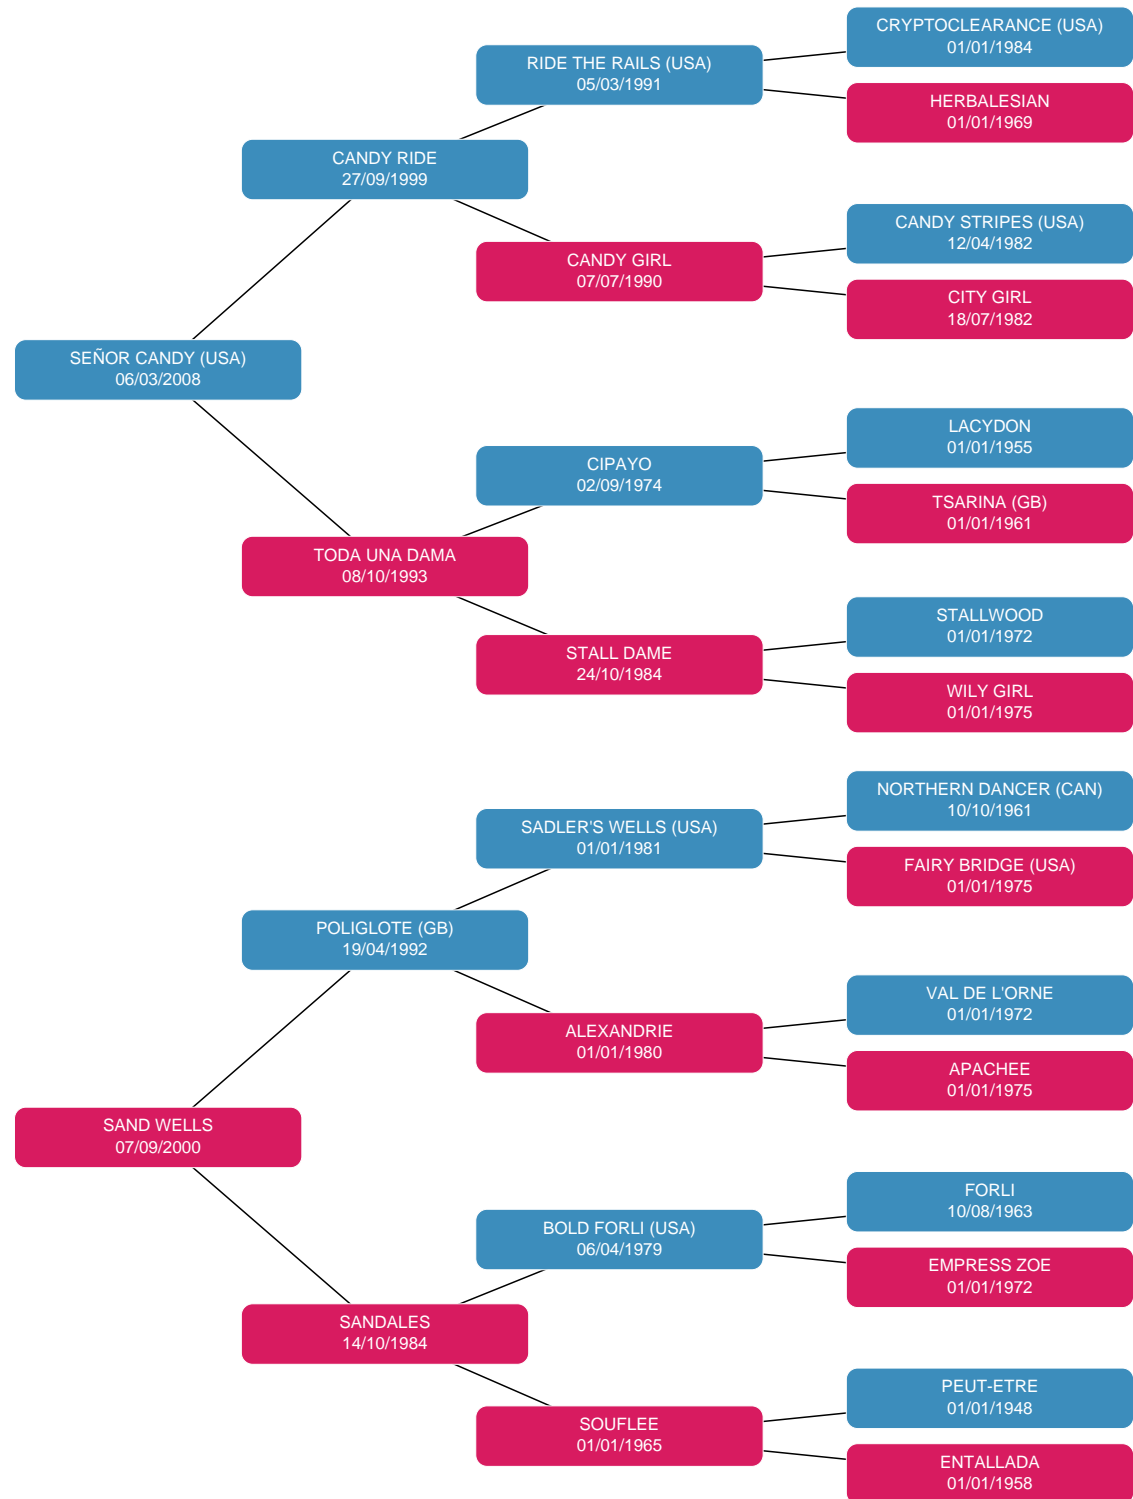 CRYPTOCLEARANCE (USA)
01/01/1984
RIDE THE RAILS (USA)
05/03/1991
HERBALESIAN
01/01/1969
CANDY RIDE
27/09/1999
CANDY STRIPES (USA)
12/04/1982
CANDY GIRL
07/07/1990
CITY GIRL
18/07/1982
SEÑOR CANDY (USA)
06/03/2008
LACYDON
01/01/1955
CIPAYO
02/09/1974
TSARINA (GB)
01/01/1961
TODA UNA DAMA
08/10/1993
STALLWOOD
01/01/1972
STALL DAME
24/10/1984
WILY GIRL
01/01/1975
NORTHERN DANCER (CAN)
10/10/1961
SADLER'S WELLS (USA)
01/01/1981
FAIRY BRIDGE (USA)
01/01/1975
POLIGLOTE (GB)
19/04/1992
VAL DE L'ORNE
01/01/1972
ALEXANDRIE
01/01/1980
APACHEE
01/01/1975
SAND WELLS
07/09/2000
FORLI
10/08/1963
BOLD FORLI (USA)
06/04/1979
EMPRESS ZOE
01/01/1972
SANDALES
14/10/1984
PEUT-ETRE
01/01/1948
SOUFLEE
01/01/1965
ENTALLADA
01/01/1958